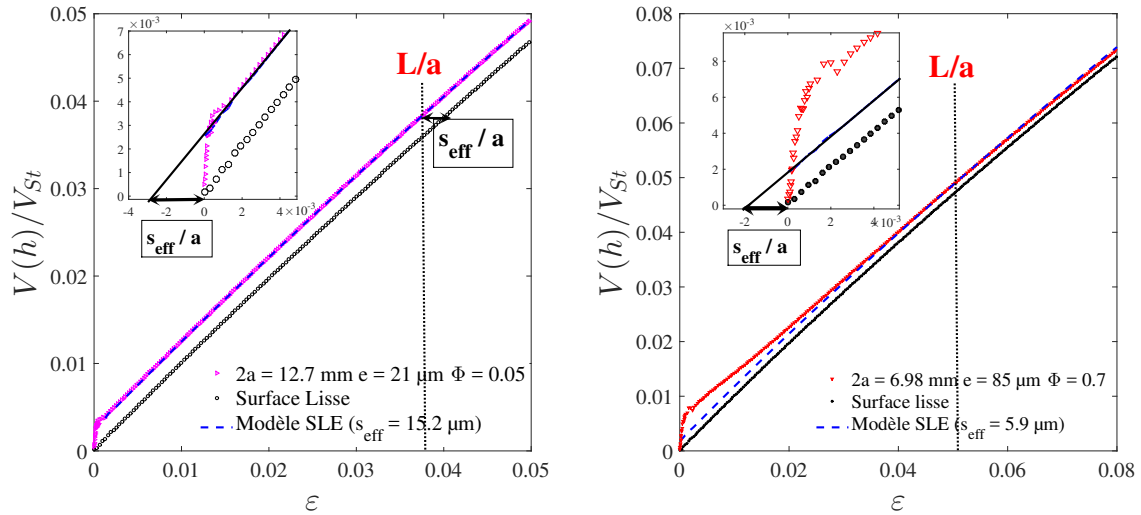 0.05
0.04
0.03
0.02
0.01
0
V(h)/V_St
0 0.01 0.02 0.03 0.04 0.05
ε
×10⁻³
7
6
5
4
3
2
1
0
-4 -2 0 2 4 ×10⁻³
s_eff / a
L/a
s_eff / a
2a = 12.7 mm e = 21 μm Φ = 0.05
Surface Lisse
Modèle SLE (s_eff = 15.2 μm)
0.08
0.07
0.06
0.05
0.04
0.03
0.02
0.01
0
V(h)/V_St
0 0.02 0.04 0.06 0.08
ε
×10⁻³
8
6
4
2
0
-2 0 2 4 ×10⁻³
s_eff / a
L/a
2a = 6.98 mm e = 85 μm Φ = 0.7
Surface lisse
Modèle SLE (s_eff = 5.9 μm)